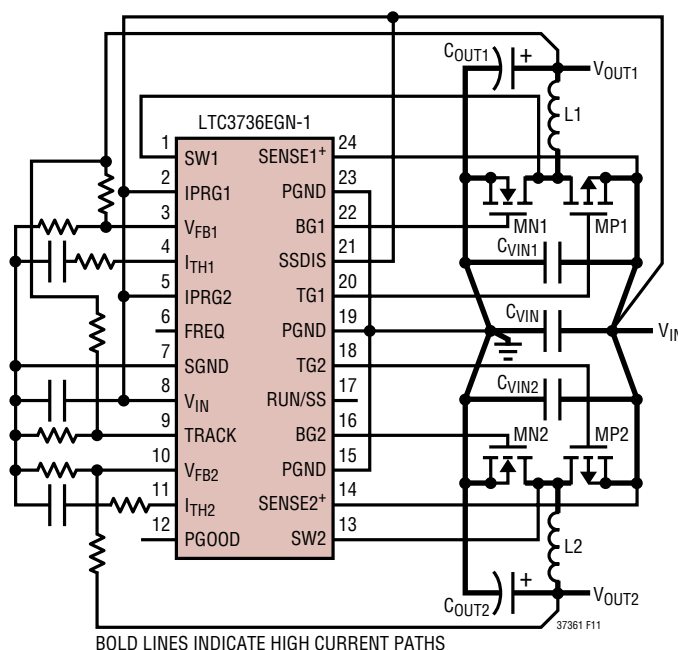 COUT1
+
VOUT1
L1
LTC3736EGN-1
1
SW1
SENSE1+
24
2
IPRG1
PGND
23
3
VFB1
BG1
22
MN1
MP1
4
ITH1
SSDIS
21
CVIN1
5
IPRG2
TG1
20
6
FREQ
PGND
19
CVIN
VIN
7
SGND
TG2
18
8
VIN
RUN/SS
17
CVIN2
9
TRACK
BG2
16
MN2
MP2
10
VFB2
PGND
15
11
ITH2
SENSE2+
14
12
PGOOD
SW2
13
L2
COUT2
+
VOUT2
37361 F11
BOLD LINES INDICATE HIGH CURRENT PATHS